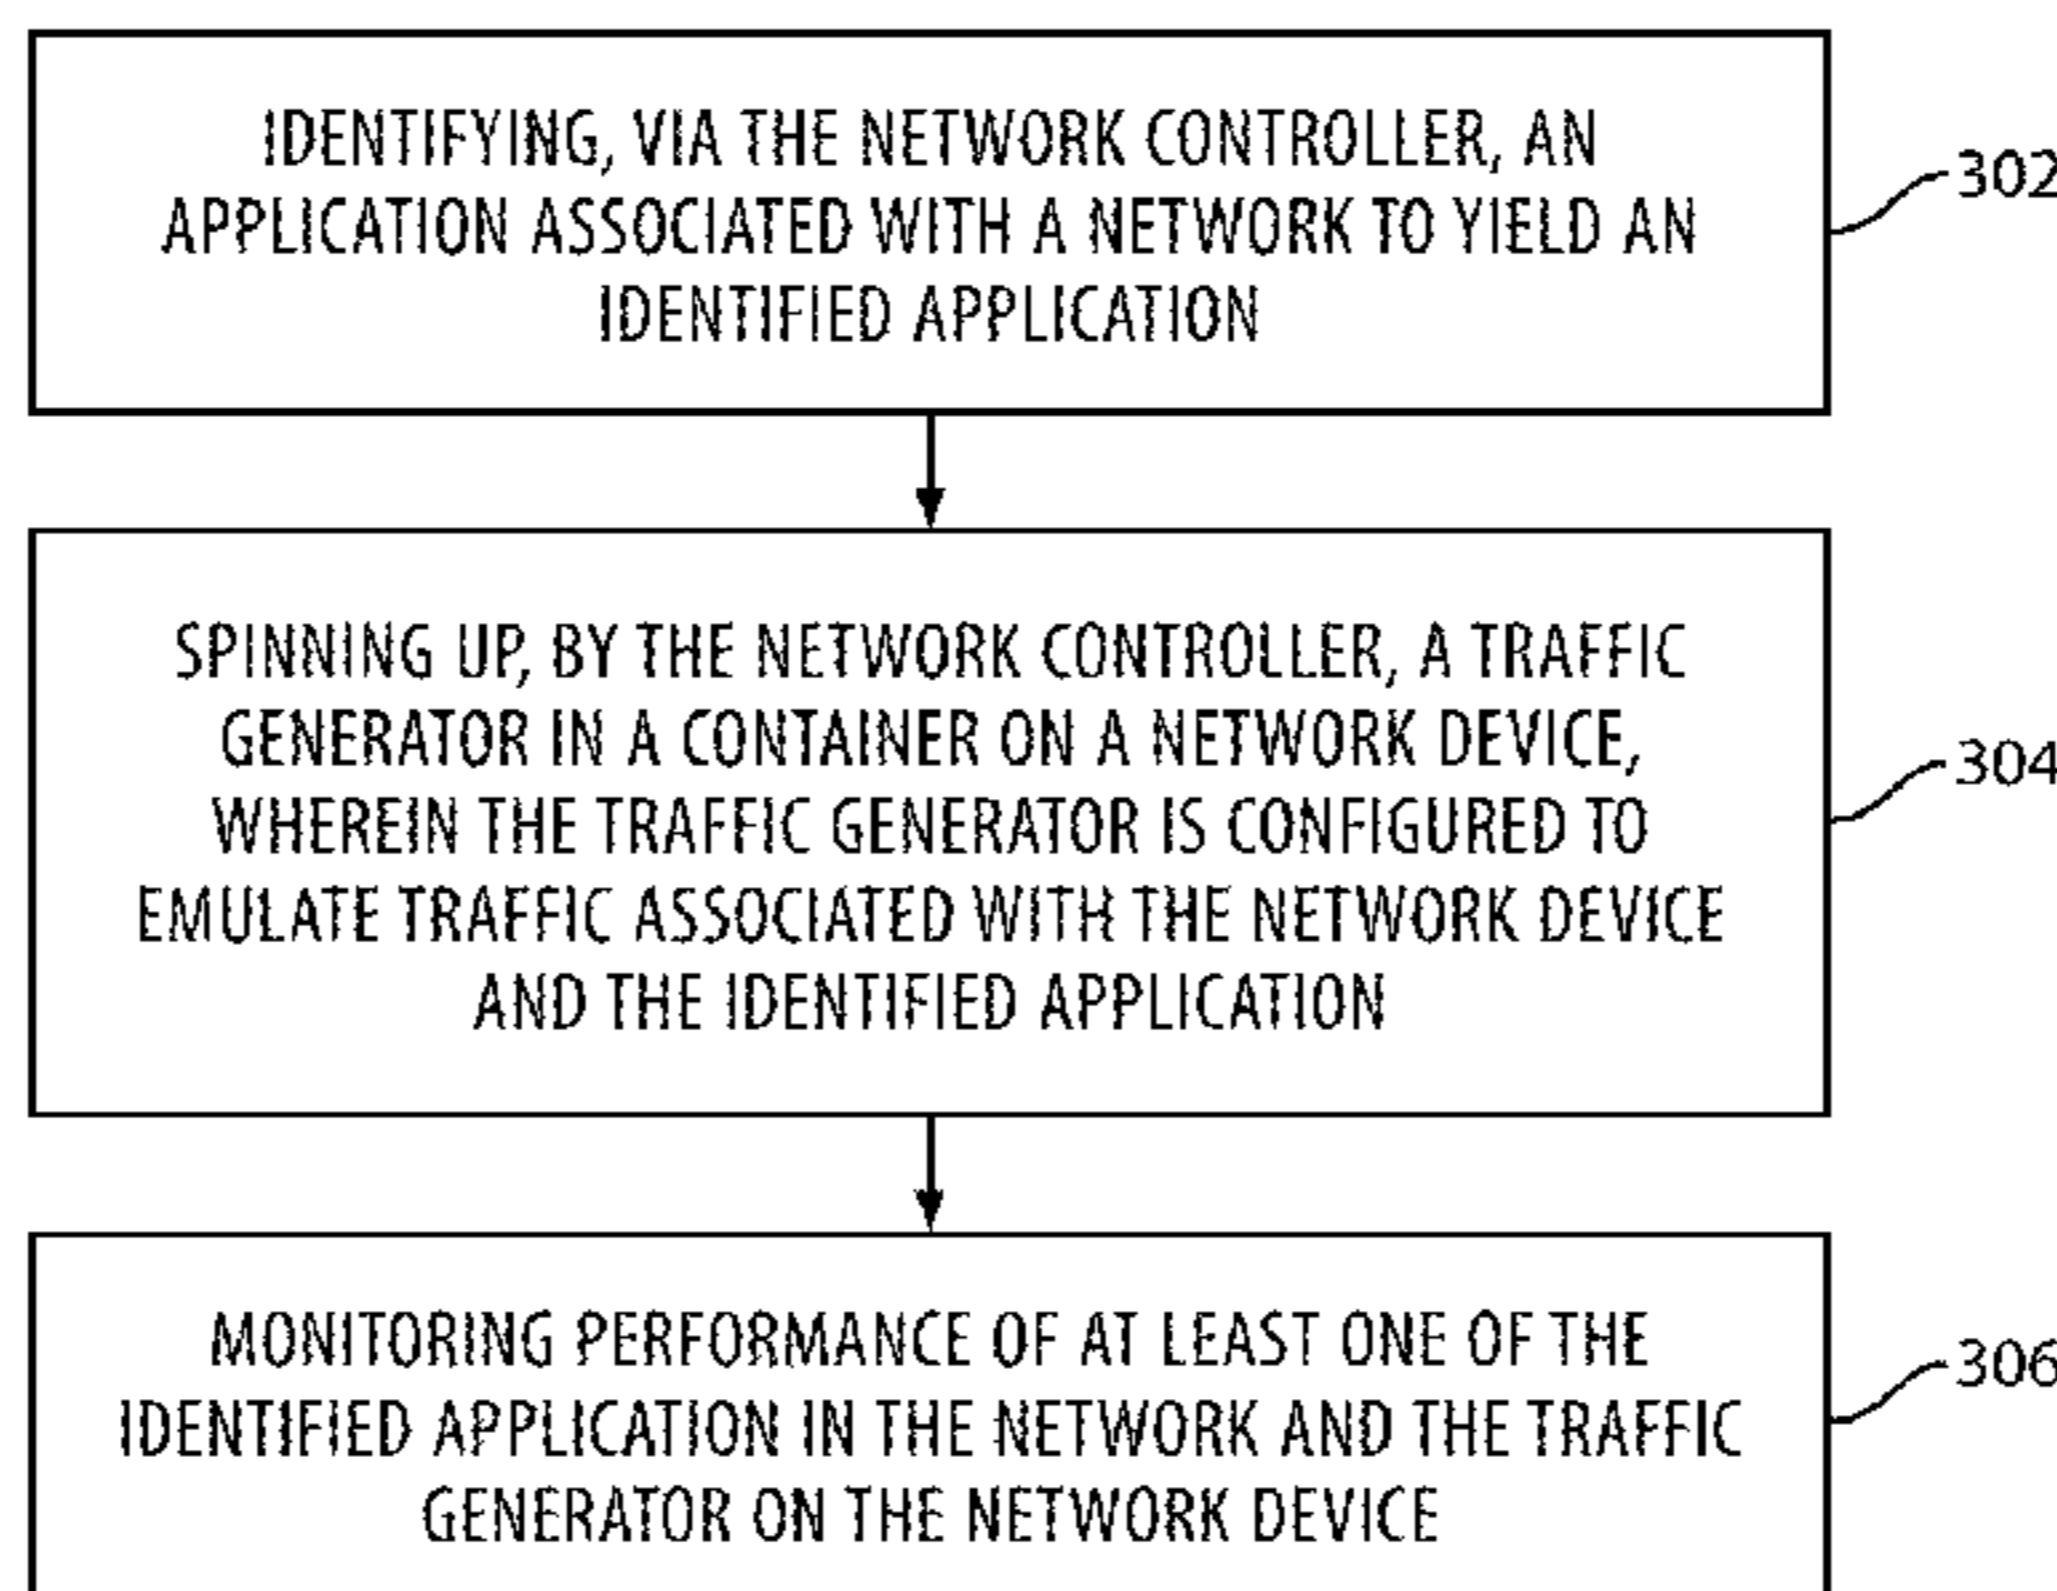 IDENTIFYING, VIA THE NETWORK CONTROLLER, AN
APPLICATION ASSOCIATED WITH A NETWORK TO YIELD AN
IDENTIFIED APPLICATION
302
SPINNING UP, BY THE NETWORK CONTROLLER, A TRAFFIC
GENERATOR IN A CONTAINER ON A NETWORK DEVICE,
WHEREIN THE TRAFFIC GENERATOR IS CONFIGURED TO
EMULATE TRAFFIC ASSOCIATED WITH THE NETWORK DEVICE
AND THE IDENTIFIED APPLICATION
304
MONITORING PERFORMANCE OF AT LEAST ONE OF THE
IDENTIFIED APPLICATION IN THE NETWORK AND THE TRAFFIC
GENERATOR ON THE NETWORK DEVICE
306